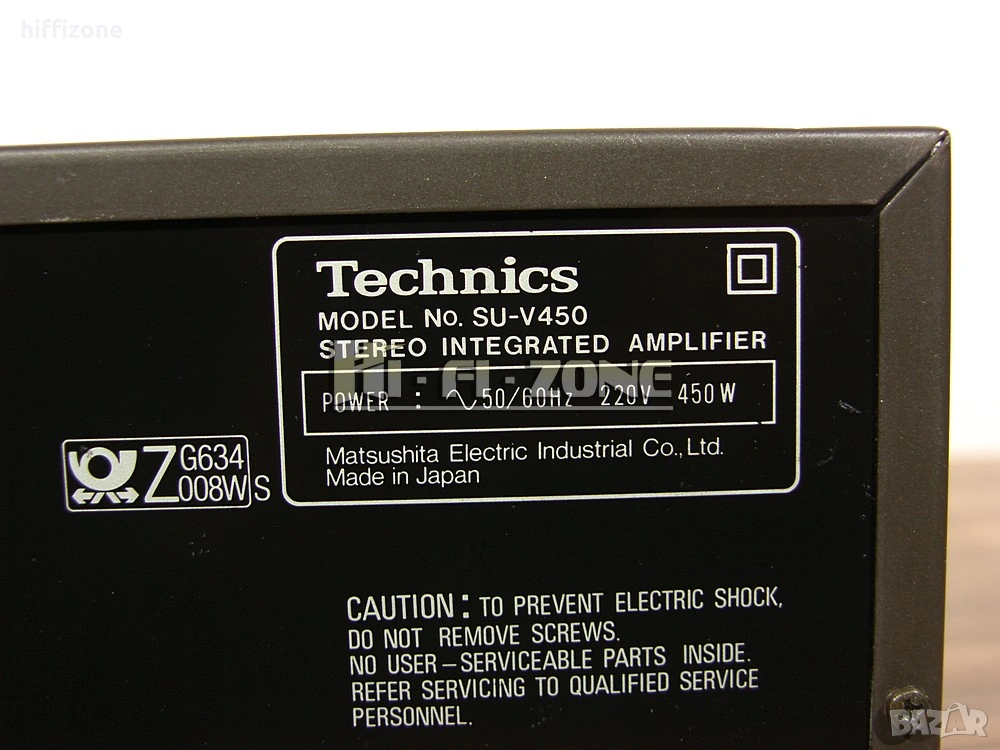 hiffizone
Technics
MODEL No. SU-V450
STEREO INTEGRATED AMPLIFIER
HI-FI-ZONE
POWER : 50/60Hz 220V 450W
Matsushita Electric Industrial Co., Ltd.
Made in Japan
Z G634
008W S
CAUTION : TO PREVENT ELECTRIC SHOCK,
DO NOT REMOVE SCREWS.
NO USER-SERVICEABLE PARTS INSIDE.
REFER SERVICING TO QUALIFIED SERVICE
PERSONNEL.
BAZAR